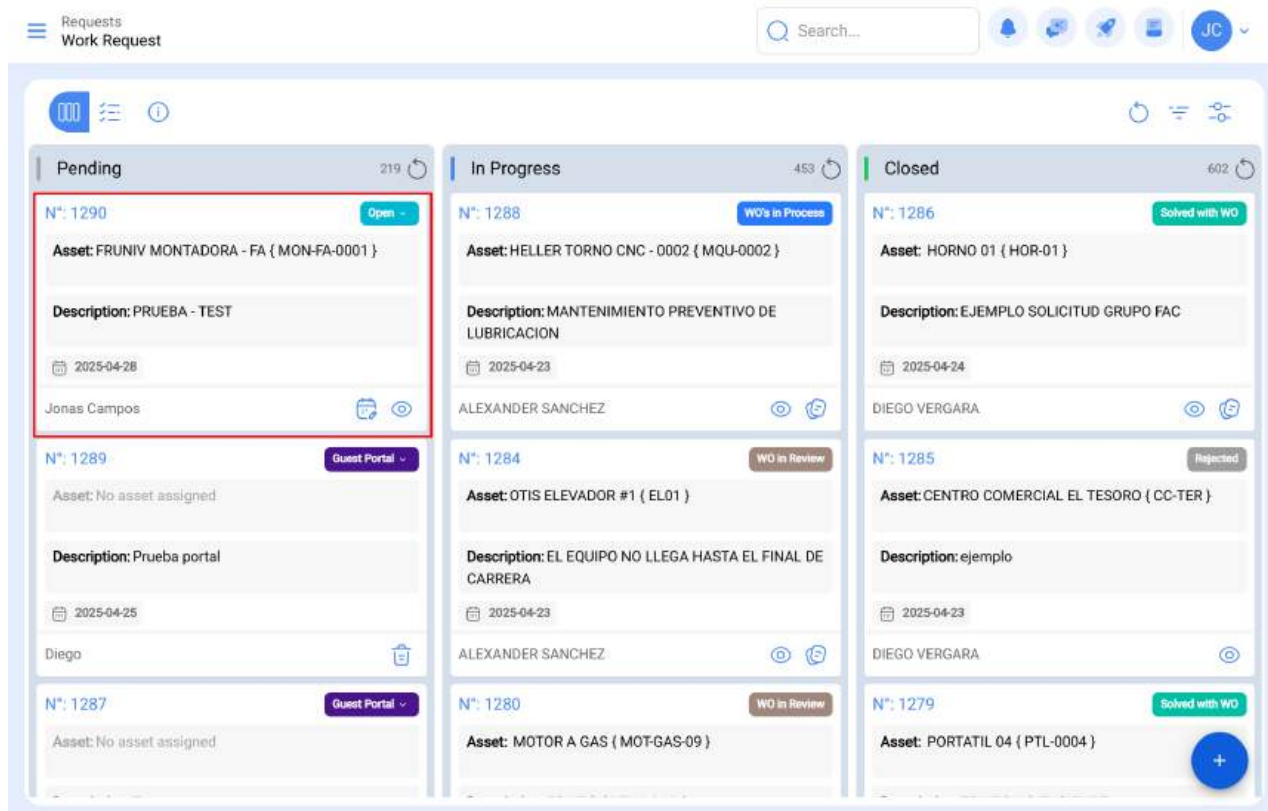 Requests
Work Request
Search...
JC
Pending
219
N°: 1290
Open
Asset: FRUNIV MONTADORA - FA { MON-FA-0001 }
Description: PRUEBA - TEST
2025-04-28
Jonas Campos
N°: 1289
Guest Portal
Asset: No asset assigned
Description: Prueba portal
2025-04-25
Diego
N°: 1287
Guest Portal
Asset: No asset assigned
In Progress
453
N°: 1288
WO's in Process
Asset: HELLER TORNO CNC - 0002 { MQU-0002 }
Description: MANTENIMIENTO PREVENTIVO DE
LUBRICACION
2025-04-23
ALEXANDER SANCHEZ
N°: 1284
WO in Review
Asset: OTIS ELEVADOR #1 { EL01 }
Description: EL EQUIPO NO LLEGA HASTA EL FINAL DE
CARRERA
2025-04-23
ALEXANDER SANCHEZ
N°: 1280
WO in Review
Asset: MOTOR A GAS { MOT-GAS-09 }
Closed
602
N°: 1286
Solved with WO
Asset: HORNO 01 { HOR-01 }
Description: EJEMPLO SOLICITUD GRUPO FAC
2025-04-24
DIEGO VERGARA
N°: 1285
Rejected
Asset: CENTRO COMERCIAL EL TESORO { CC-TER }
Description: ejemplo
2025-04-23
DIEGO VERGARA
N°: 1279
Solved with WO
Asset: PORTATIL 04 { PTL-0004 }